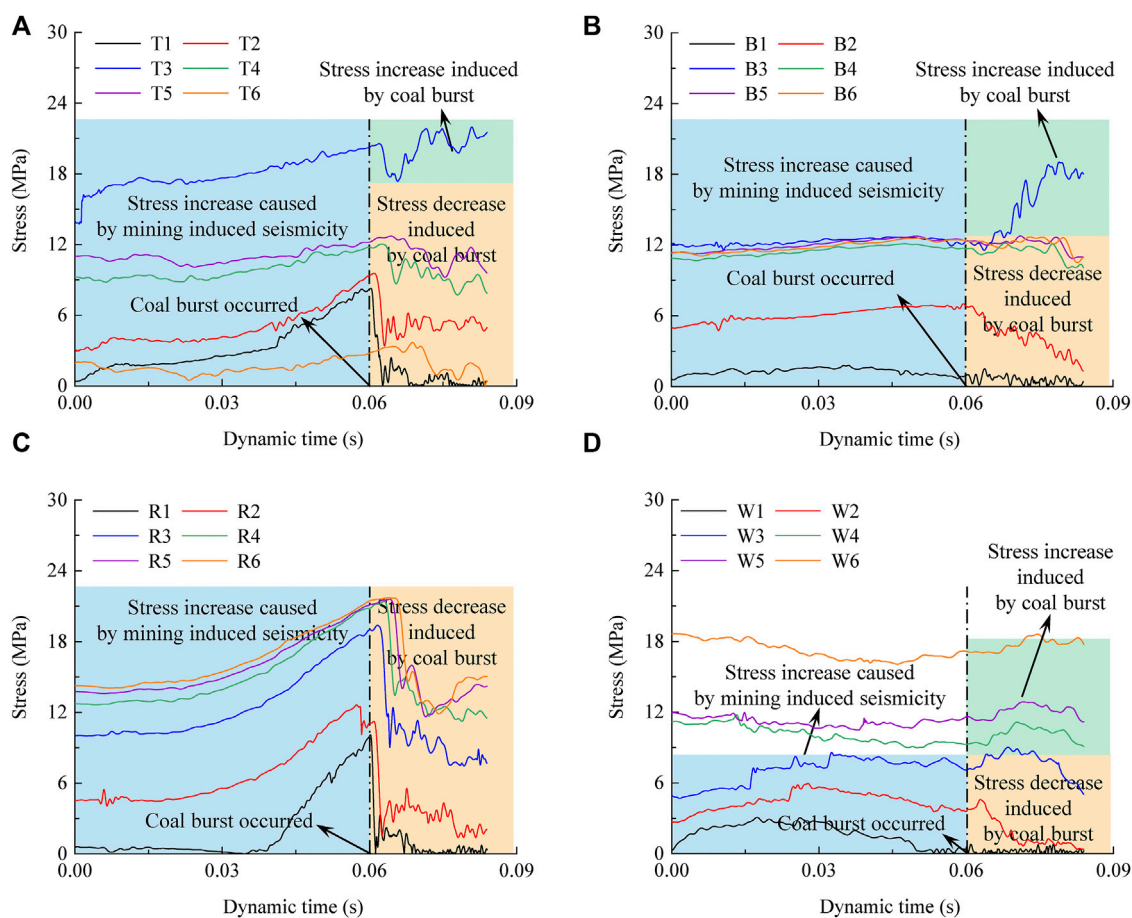 A
30
24
18
12
6
0
Stress (MPa)
T1 T2
T3 T4
T5 T6
Stress increase induced
by coal burst
Stress increase caused
by mining induced seismicity
Stress decrease
induced
by coal burst
Coal burst occurred
0.00 0.03 0.06 0.09
Dynamic time (s)
B
30
24
18
12
6
0
Stress (MPa)
B1 B2
B3 B4
B5 B6
Stress increase induced
by coal burst
Stress increase caused
by mining induced seismicity
Coal burst occurred
Stress decrease
induced
by coal burst
0.00 0.03 0.06 0.09
Dynamic time (s)
C
30
24
18
12
6
0
Stress (MPa)
R1 R2
R3 R4
R5 R6
Stress increase caused
by mining induced seismicity
Stress decrease
induced
by coal burst
Coal burst occurred
0.00 0.03 0.06 0.09
Dynamic time (s)
D
30
24
18
12
6
0
Stress (MPa)
W1 W2
W3 W4
W5 W6
Stress increase
induced
by coal burst
Stress increase caused
by mining induced seismicity
Coal burst occurred
Stress decrease
induced
by coal burst
0.00 0.03 0.06 0.09
Dynamic time (s)